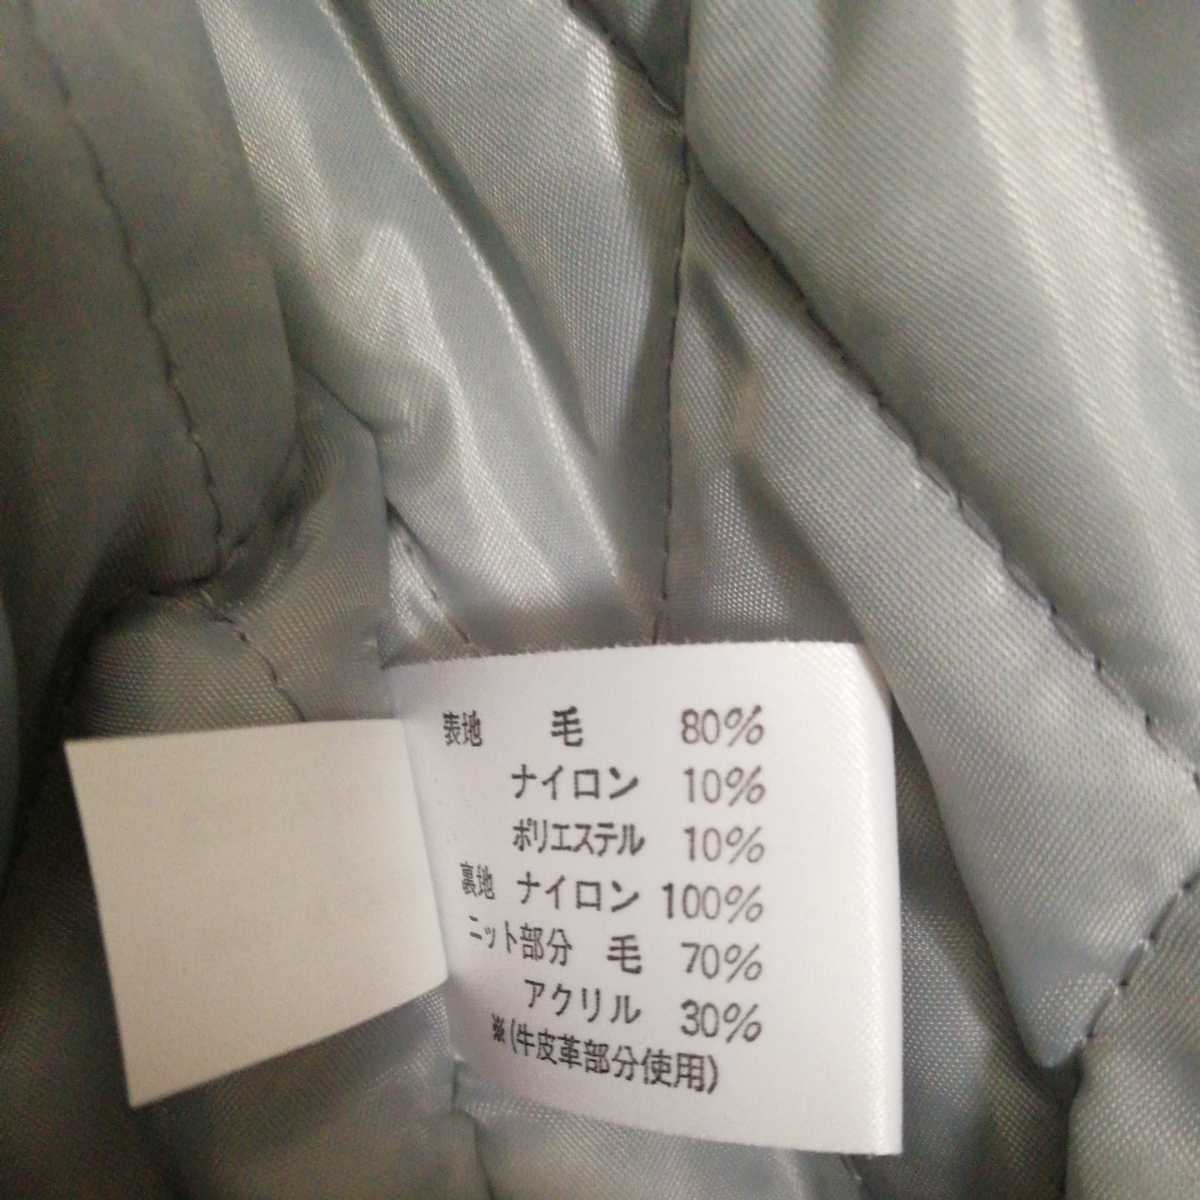 表地 毛 80%
ナイロン 10%
ポリエステル 10%
裏地 ナイロン 100%
ニット部分 毛 70%
アクリル 30%
※(牛皮革部分使用)